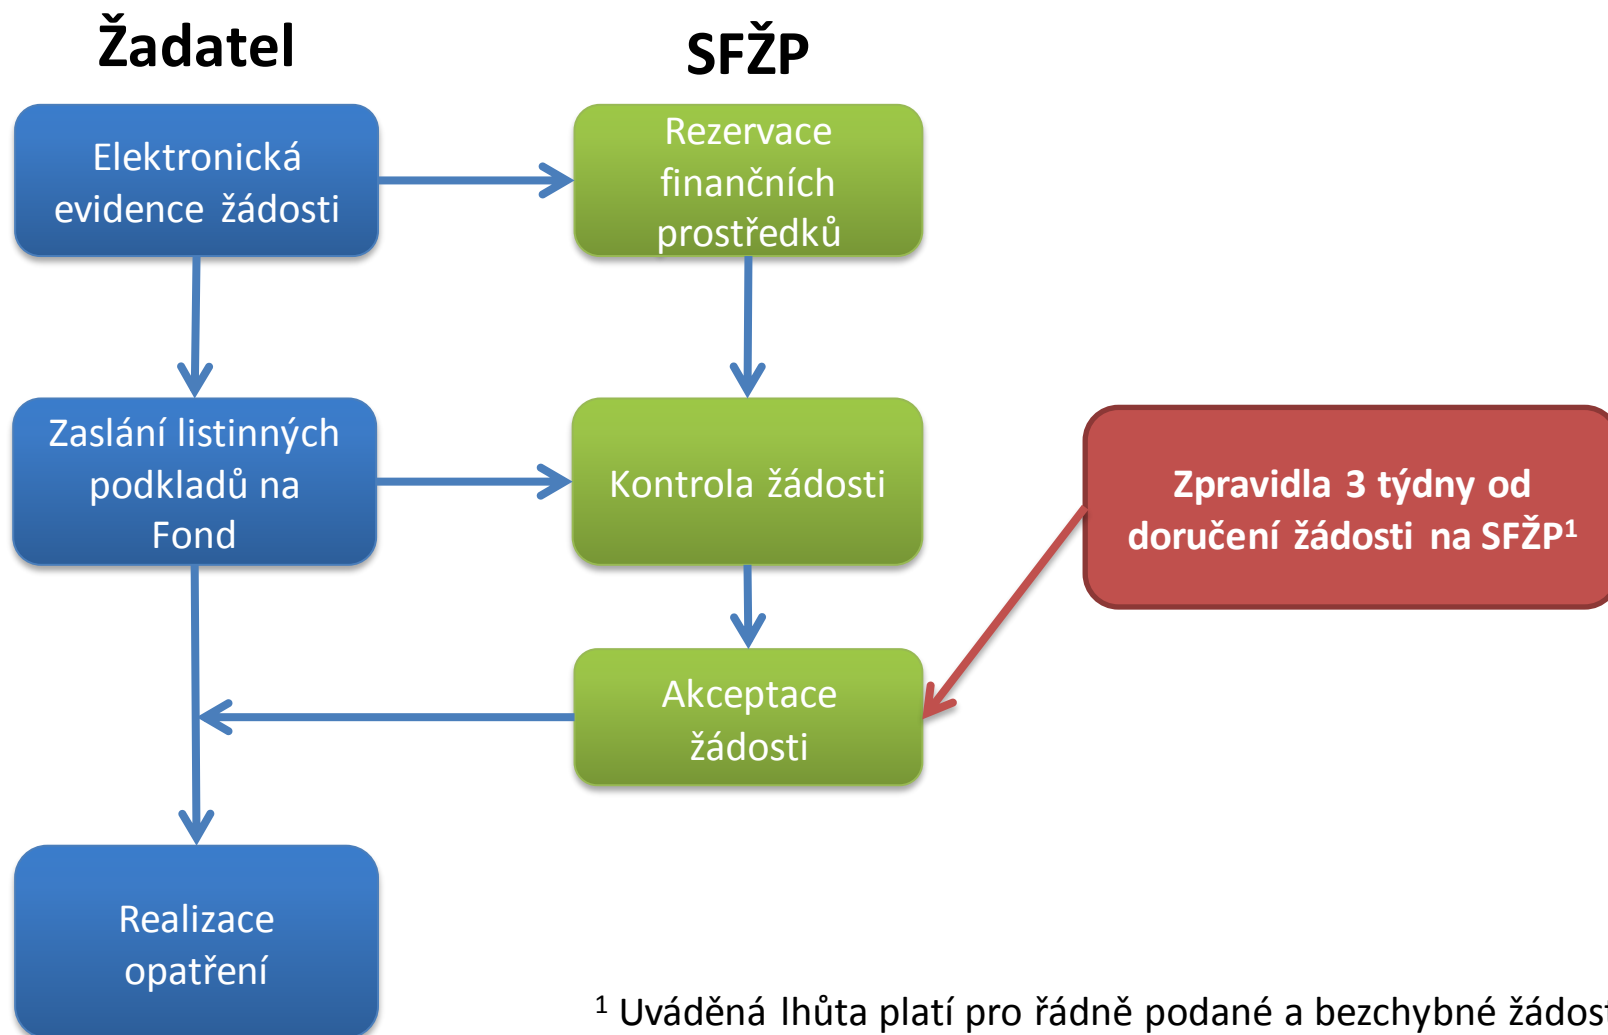 Žadatel
SFŽP
Elektronická
evidence žádosti
Rezervace
finančních
prostředků
Zaslání listinných
podkladů na
Fond
Kontrola žádosti
Zpravidla 3 týdny od
doručení žádosti na SFŽP¹
Akceptace
žádosti
Realizace
opatření
¹ Uváděná lhůta platí pro řádně podané a bezchybné žádost